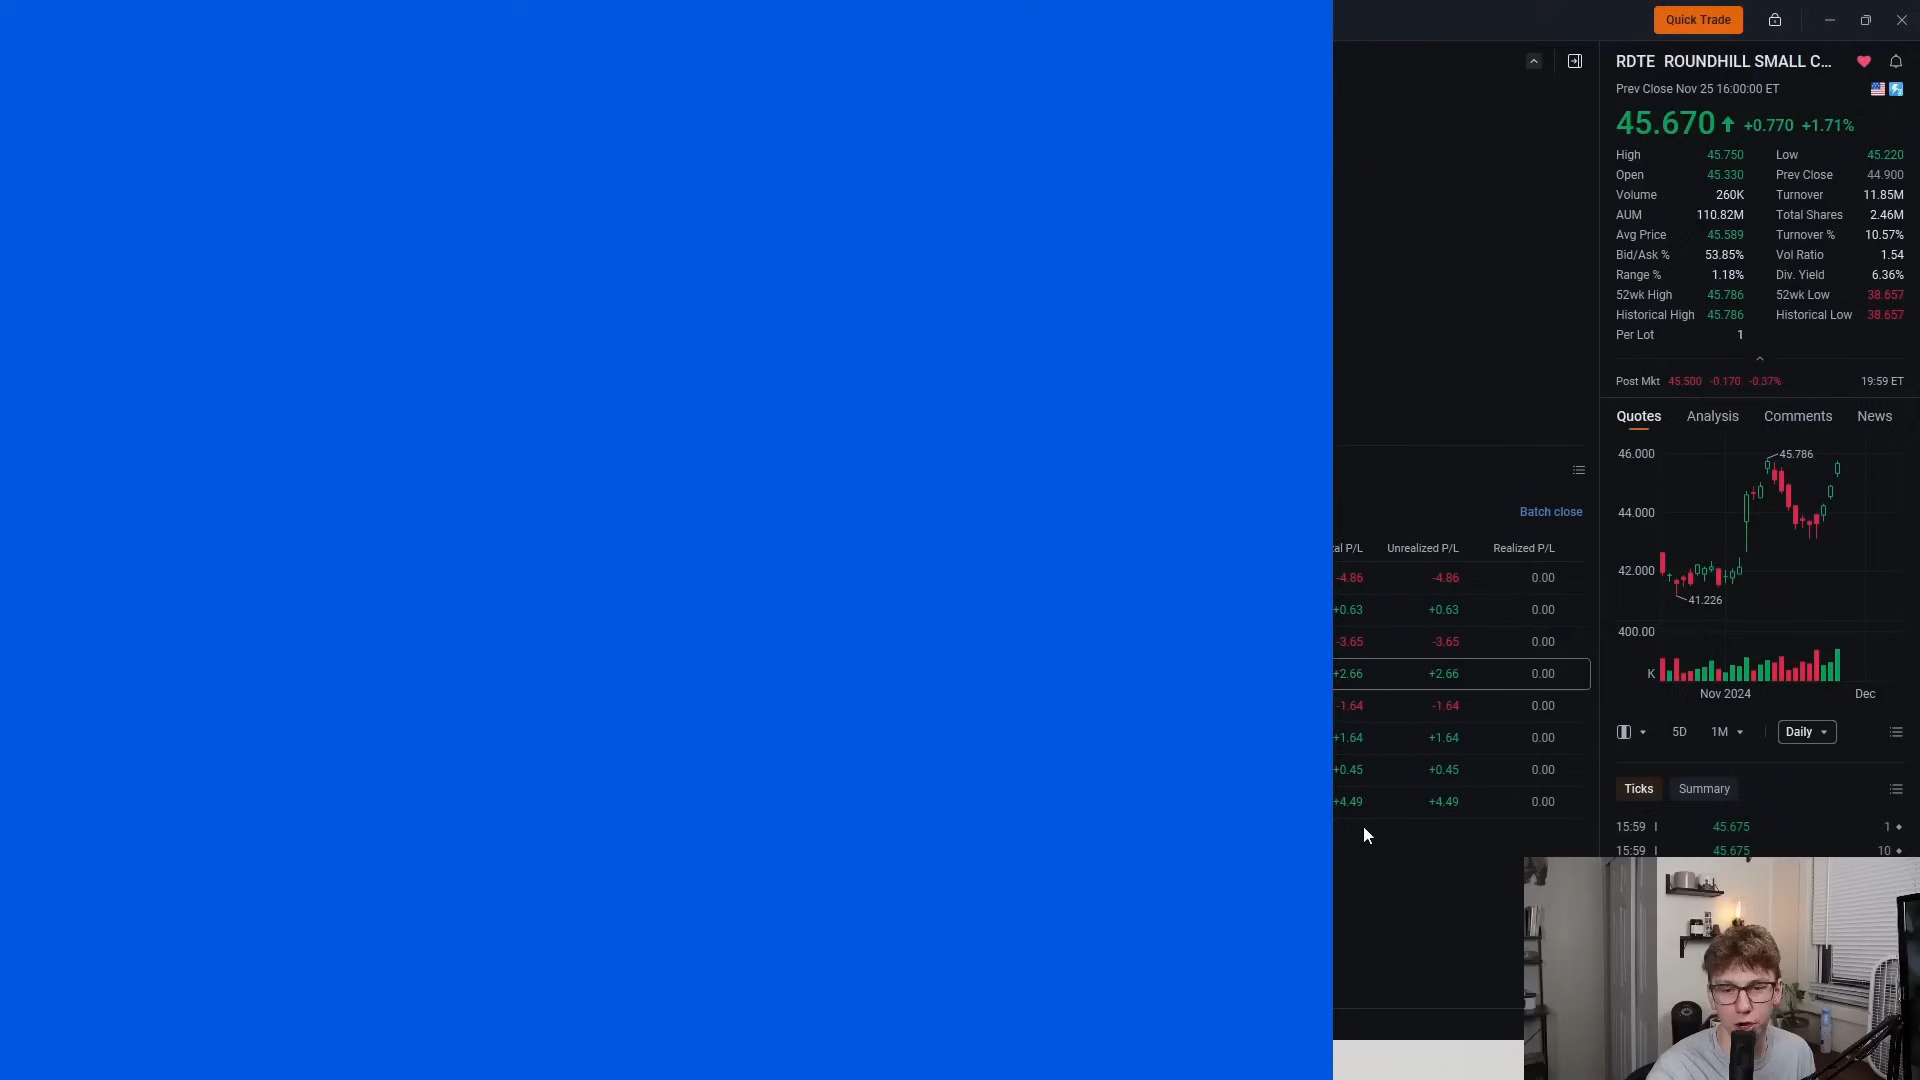 Quick Trade
RDTE ROUNDHILL SMALL C...
Prev Close Nov 25 16:00:00 ET
45.670 +0.770 +1.71%
High 45.750 Low 45.220
Open 45.330 Prev Close 44.900
Volume 260K Turnover 11.85M
AUM 110.82M Total Shares 2.46M
Avg Price 45.589 Turnover % 10.57%
Bid/Ask % 53.85% Vol Ratio 1.54
Range % 1.18% Div. Yield 6.36%
52wk High 45.786 52wk Low 38.657
Historical High 45.786 Historical Low 38.657
Per Lot 1
Post Mkt 45.500 -0.170 -0.37% 19:59 ET
Quotes Analysis Comments News
46.000
45.786
44.000
42.000
41.226
400.00
K
Nov 2024 Dec
5D 1M Daily
Ticks Summary
15:59 45.675 1
15:59 45.675 10
Batch close
P/L Unrealized P/L Realized P/L
-4.86 -4.86 0.00
+0.63 +0.63 0.00
-3.65 -3.65 0.00
+2.66 +2.66 0.00
-1.64 -1.64 0.00
+1.64 +1.64 0.00
+0.45 +0.45 0.00
+4.49 +4.49 0.00